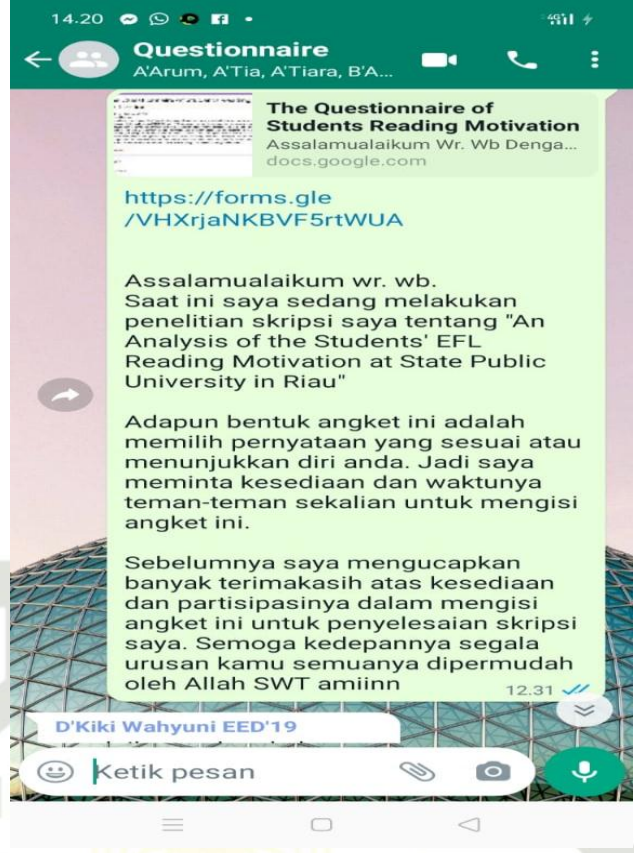 14.20
Questionnaire
A'Arum, A'Tia, A'Tiara, B'A...
The Questionnaire of
Students Reading Motivation
Assalamualaikum Wr. Wb Denga...
docs.google.com
https://forms.gle
/VHXrjaNKBVF5rtWUA
Assalamualaikum wr. wb.
Saat ini saya sedang melakukan
penelitian skripsi saya tentang "An
Analysis of the Students' EFL
Reading Motivation at State Public
University in Riau"
Adapun bentuk angket ini adalah
memilih pernyataan yang sesuai atau
menunjukkan diri anda. Jadi saya
meminta kesediaan dan waktunya
teman-teman sekalian untuk mengisi
angket ini.
Sebelumnya saya mengucapkan
banyak terimakasih atas kesediaan
dan partisipasinya dalam mengisi
angket ini untuk penyelesaian skripsi
saya. Semoga kedepannya segala
urusan kamu semuanya dipermudah
oleh Allah SWT amiinn
12.31
D'Kiki Wahyuni EED'19
Ketik pesan